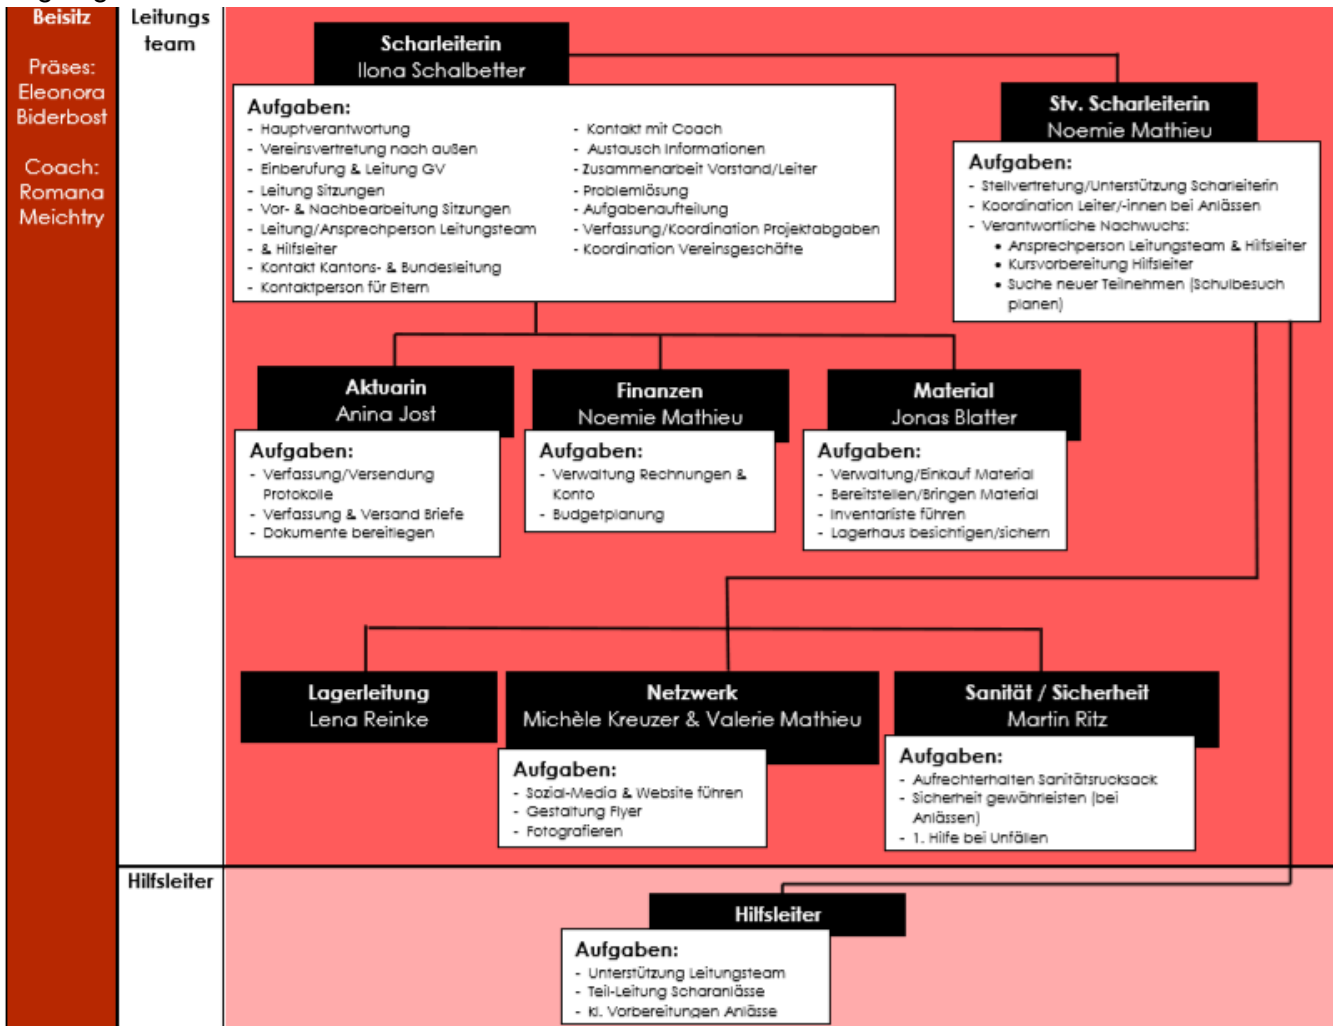 Beisitz
Präses:
Eleonora
Biderbost
Coach:
Romana
Meichtry
Leitungs
team
Scharleiterin
Ilona Schalbetter
Aufgaben:
- Hauptverantwortung
- Vereinsvertretung nach außen
- Einberufung & Leitung GV
- Leitung Sitzungen
- Vor- & Nachbearbeitung Sitzungen
- Leitung/Ansprechperson Leitungsteam
- & Hilfsleiter
- Kontakt Kantons- & Bundesleitung
- Kontaktperson für Eltern
- Kontakt mit Coach
- Austausch Informationen
- Zusammenarbeit Vorstand/Leiter
- Problemlösung
- Aufgabenaufteilung
- Verfassung/Koordination Projektabgaben
- Koordination Vereinsgeschäfte
Stv. Scharleiterin
Noemie Mathieu
Aufgaben:
- Stellvertretung/Unterstützung Scharleiterin
- Koordination Leiter/-innen bei Anlässen
- Verantwortliche Nachwuchs:
• Ansprechperson Leitungsteam & Hilfsleiter
• Kursvorbereitung Hilfsleiter
• Suche neuer Teilnehmen (Schulbesuch
planen)
Aktuarin
Anina Jost
Aufgaben:
- Verfassung/Versendung
Protokolle
- Verfassung & Versand Briefe
- Dokumente bereitlegen
Finanzen
Noemie Mathieu
Aufgaben:
- Verwaltung Rechnungen &
Konto
- Budgetplanung
Material
Jonas Blatter
Aufgaben:
- Verwaltung/Einkauf Material
- Bereitstellen/Bringen Material
- Inventarliste führen
- Lagerhaus besichtigen/sichern
Lagerleitung
Lena Reinke
Netzwerk
Michèle Kreuzer & Valerie Mathieu
Aufgaben:
- Sozial-Media & Website führen
- Gestaltung Flyer
- Fotografieren
Sanität / Sicherheit
Martin Ritz
Aufgaben:
- Aufrechterhalten Sanitätsrucksack
- Sicherheit gewährleisten (bei
Anlässen)
- 1. Hilfe bei Unfällen
Hilfsleiter
Hilfsleiter
Aufgaben:
- Unterstützung Leitungsteam
- Teil-Leitung Scharanlässe
- kl. Vorbereitungen Anlässe